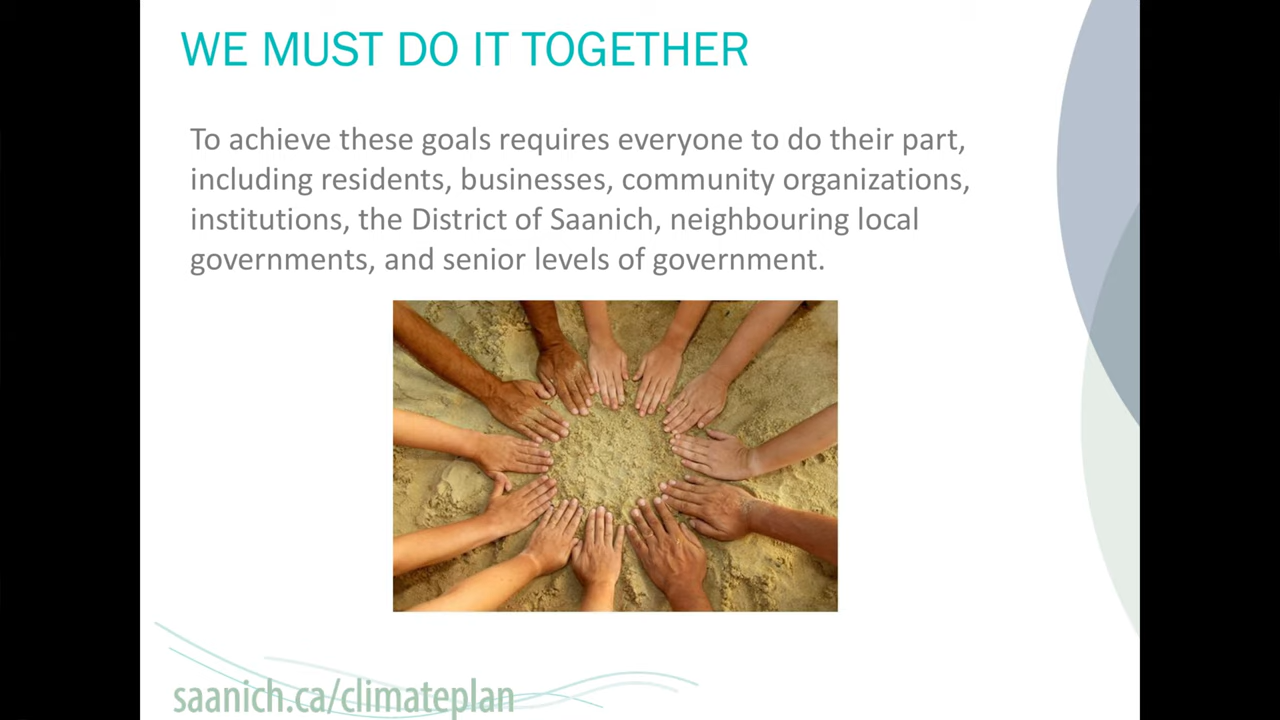 WE MUST DO IT TOGETHER
To achieve these goals requires everyone to do their part,
including residents, businesses, community organizations,
institutions, the District of Saanich, neighbouring local
governments, and senior levels of government.
saanich.ca/climateplan